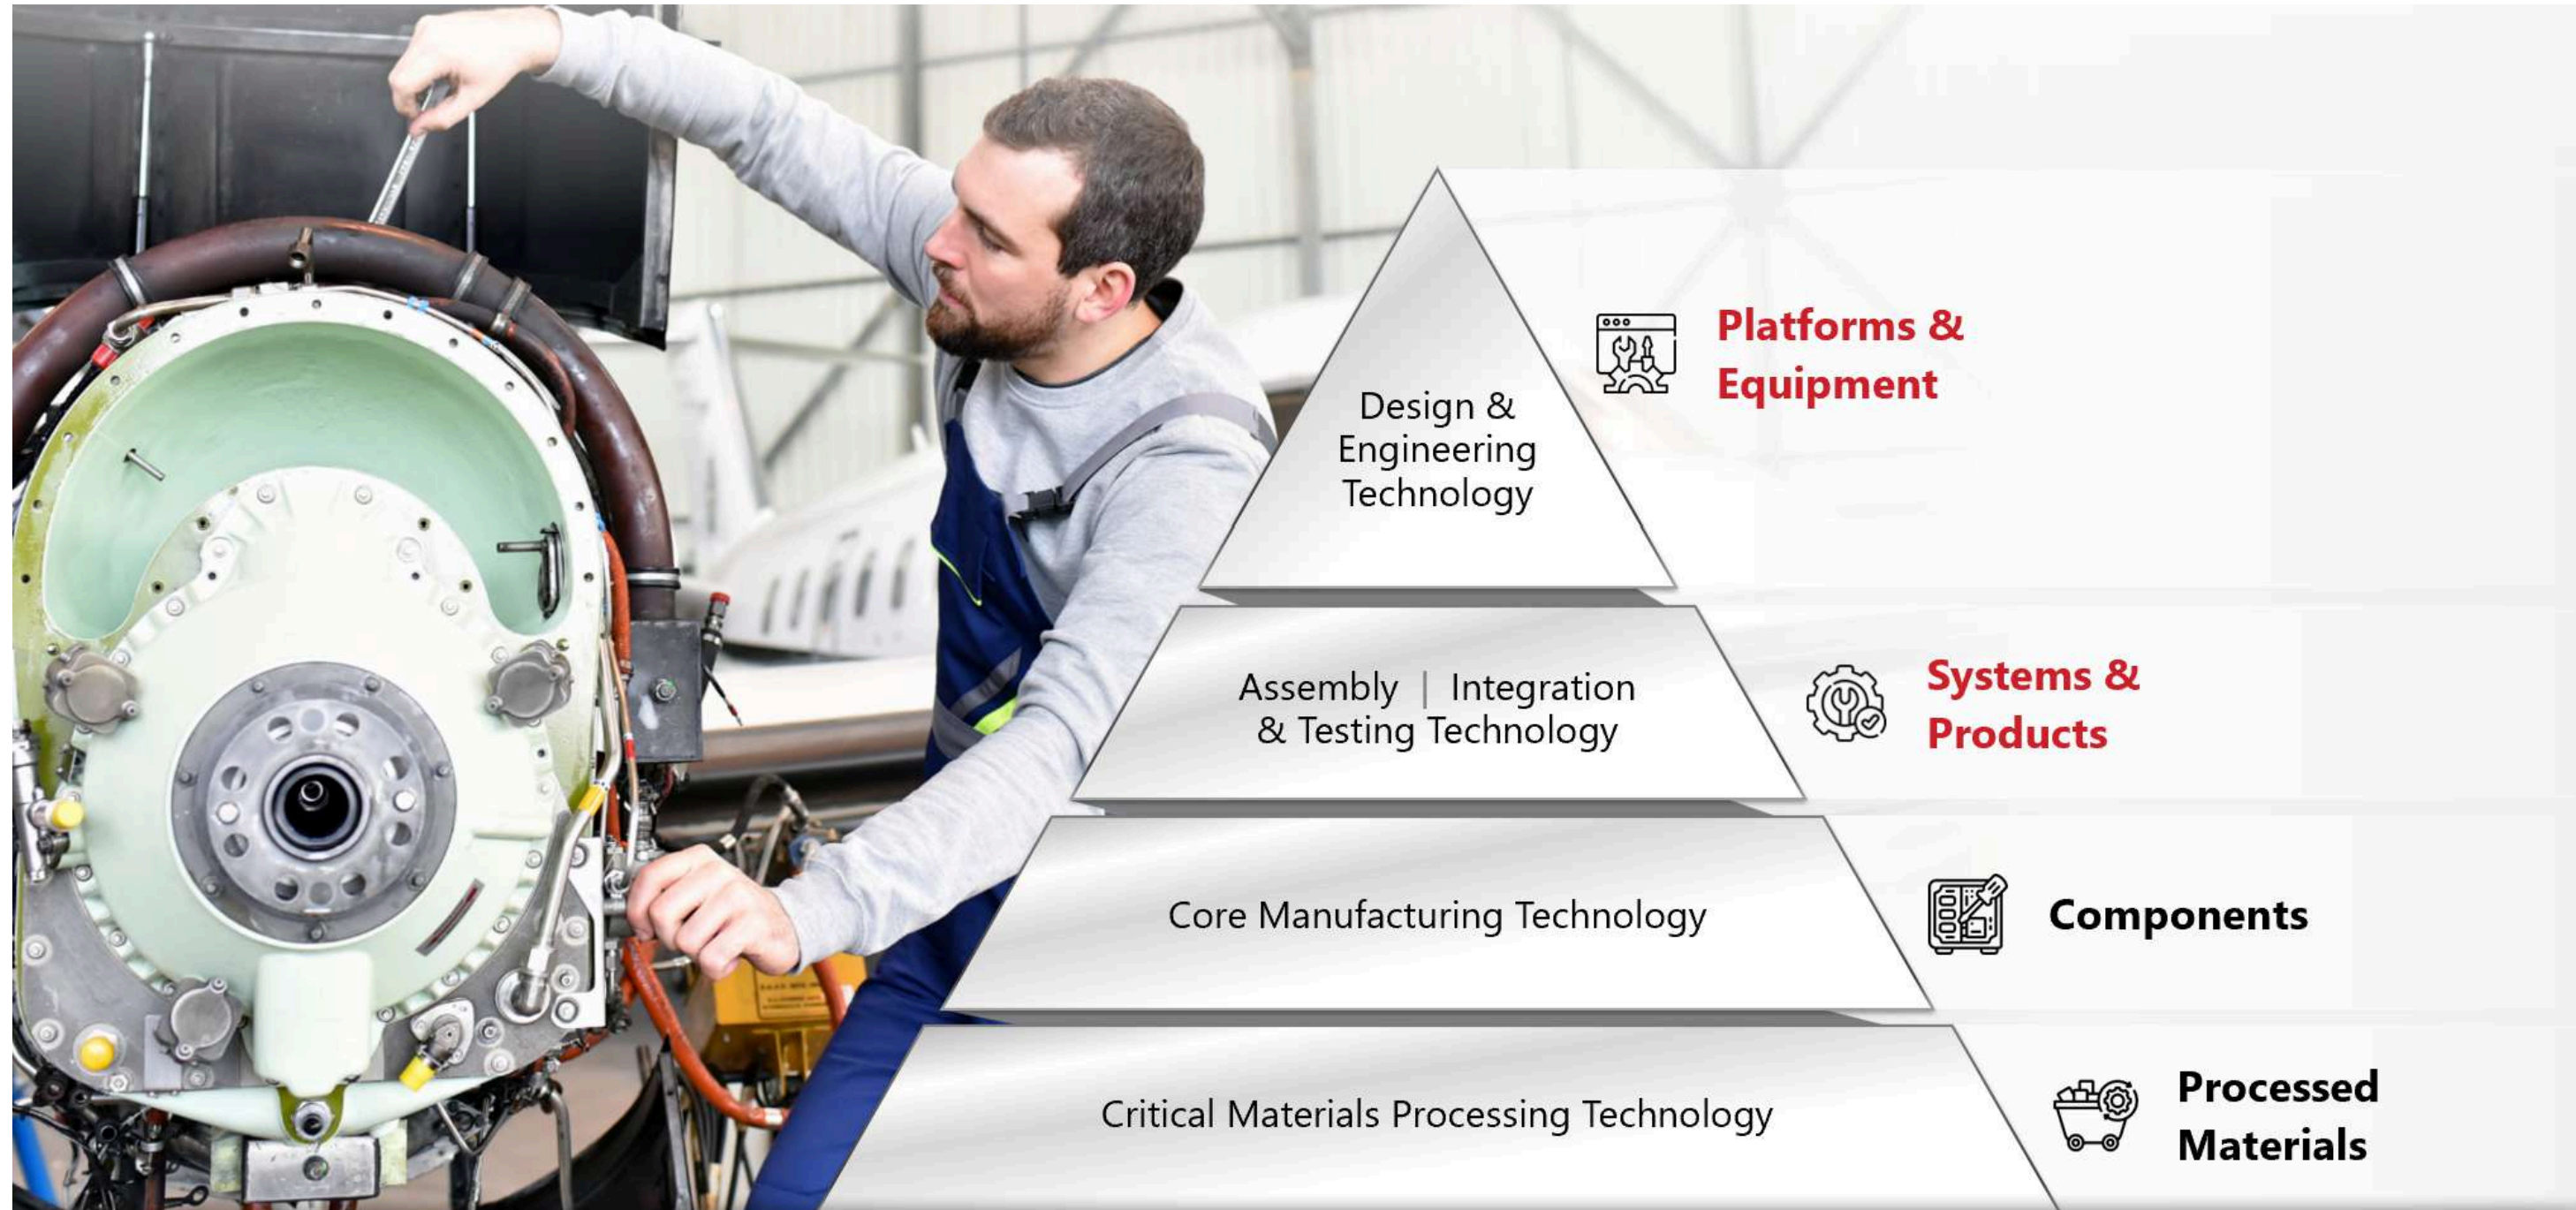 Design &
Engineering
Technology
Platforms &
Equipment
Assembly | Integration
& Testing Technology
Systems &
Products
Core Manufacturing Technology
Components
Critical Materials Processing Technology
Processed
Materials